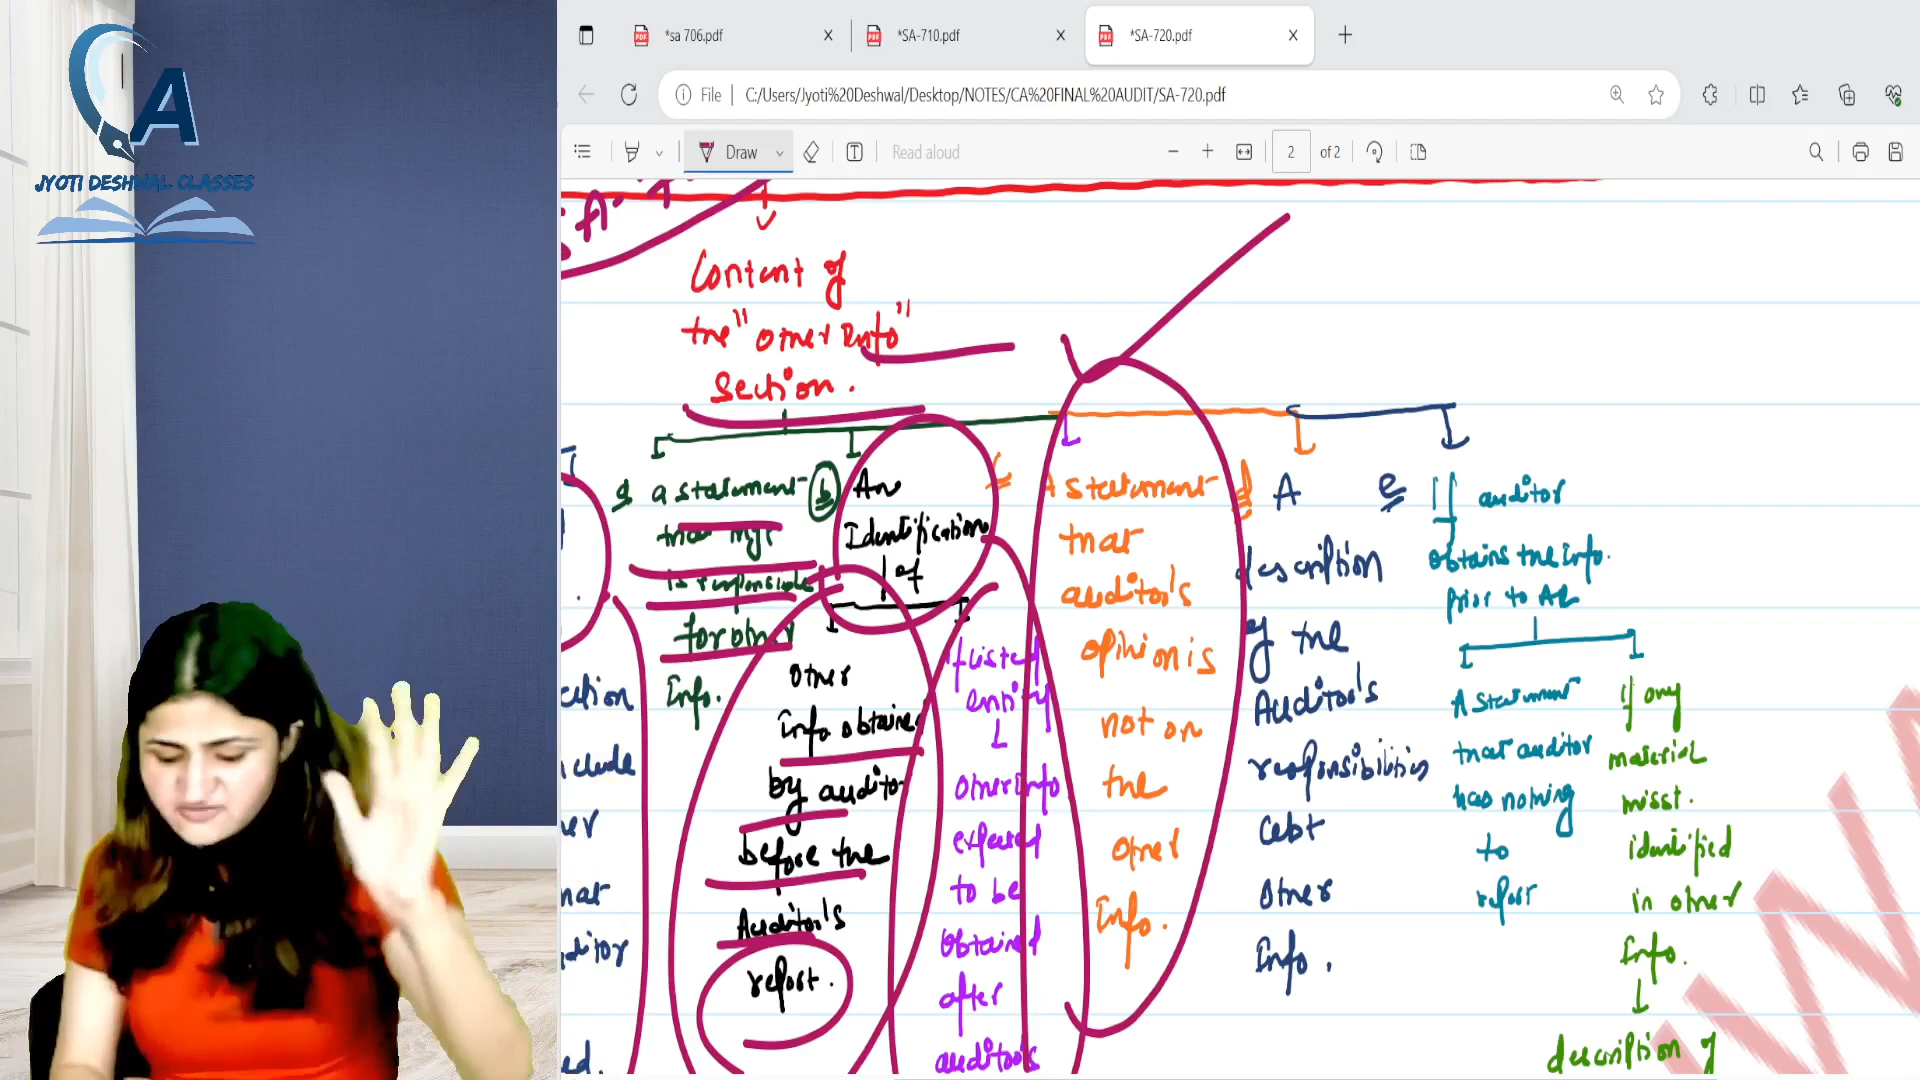 *sa 706.pdf
*SA-710.pdf
*SA-720.pdf
A
JYOTI DESHWAL CLASSES
File
C:/Users/Jyoti%20Deshwal/Desktop/NOTES/CA%20FINAL%20AUDIT/SA-720.pdf
Draw
Read aloud
2
of 2
Content of
the "Other Info"
Section.
a a statement
that mgt
is responsible
for other
Info.
b An
Identification
of
Other
Info obtained
by auditor
before the
Auditor's
report.
if listed
entity
Other info
expected
to be
obtained
after
auditor's
c A statement
that
auditor's
opinion is
not on
the
other
Info.
d A
description
of the
Auditor's
responsibilities
other
Info.
e If auditor
obtains the info.
prior to AR
A Statement
that auditor
has nothing
to
report
if any
material
misst.
identified
in other
Info.
description of